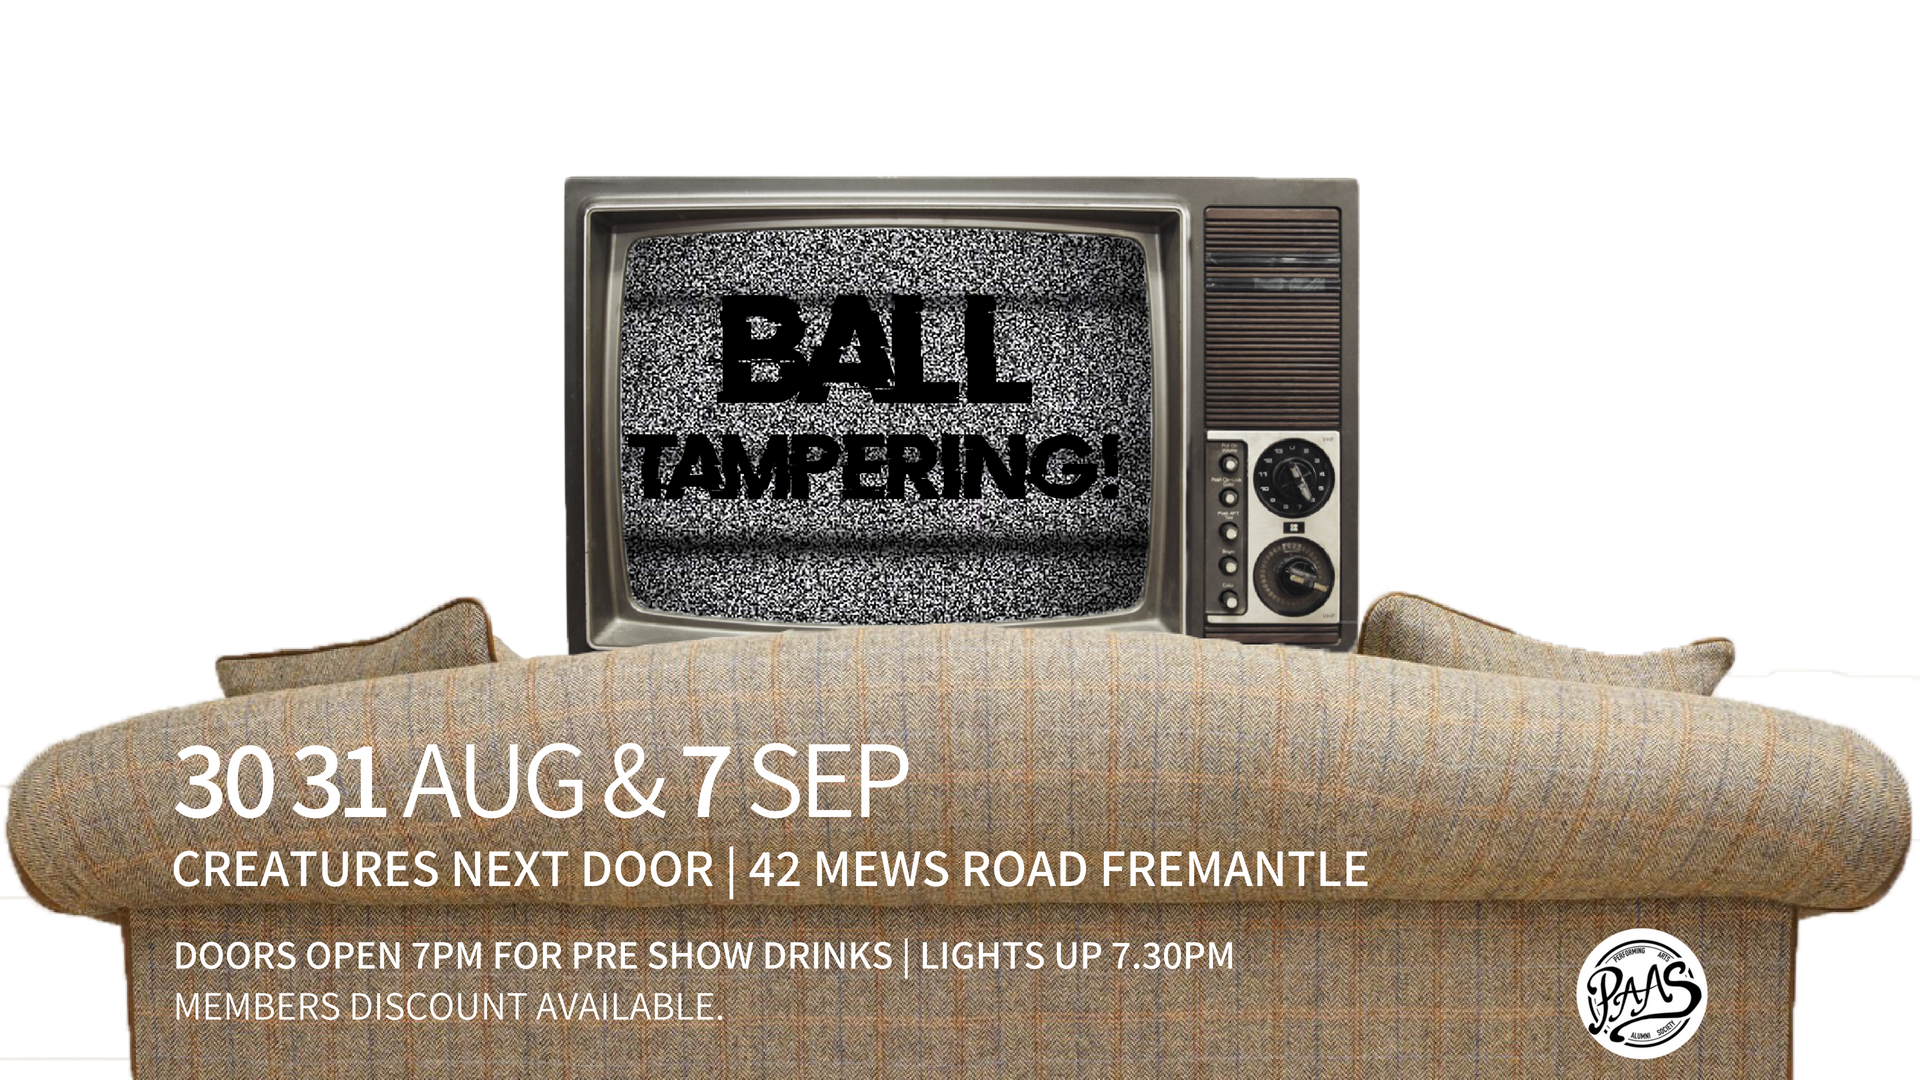 BALL
TAMPERING!
30 31 AUG & 7 SEP
CREATURES NEXT DOOR | 42 MEWS ROAD FREMANTLE
DOORS OPEN 7PM FOR PRE SHOW DRINKS | LIGHTS UP 7.30PM
MEMBERS DISCOUNT AVAILABLE.
PERFORMING ARTS
PAAS
ALUMNI SOCIETY